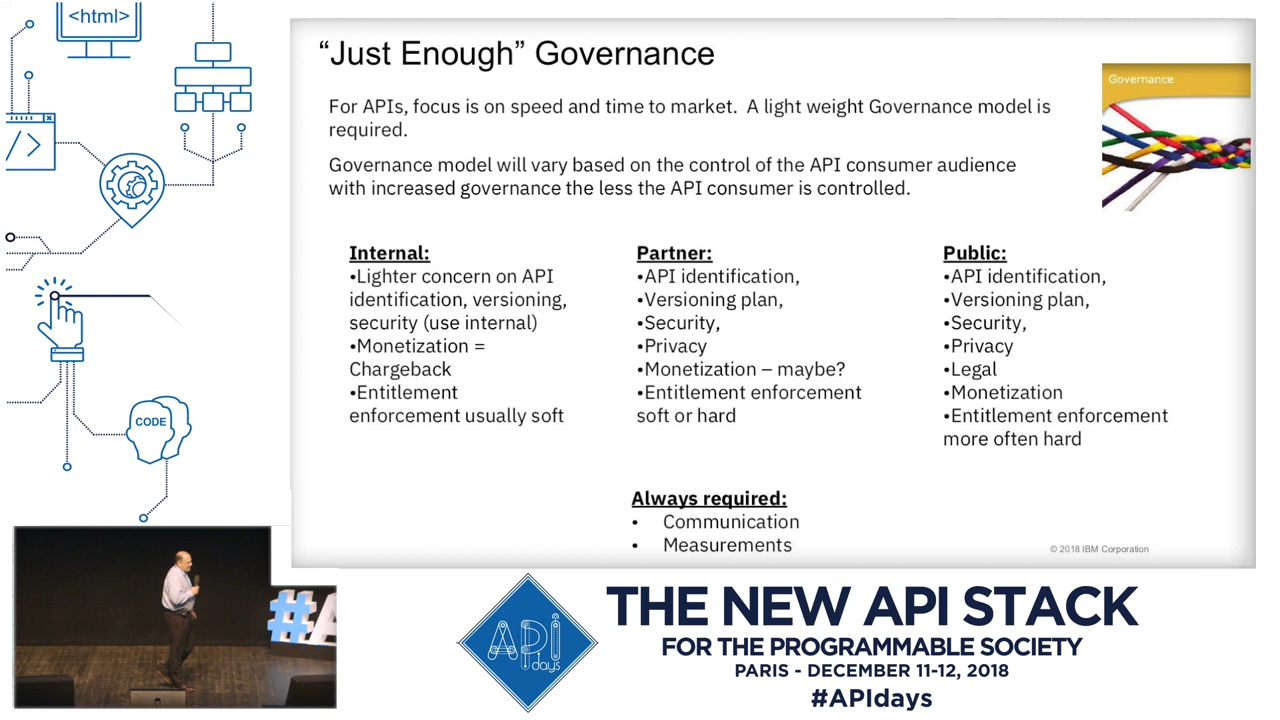 <html>
“Just Enough” Governance
Governance
For APIs, focus is on speed and time to market.  A light weight Governance model is
required.
Governance model will vary based on the control of the API consumer audience
with increased governance the less the API consumer is controlled.
Internal:
•Lighter concern on API
identification, versioning,
security (use internal)
•Monetization =
Chargeback
•Entitlement
enforcement usually soft
Partner:
•API identification,
•Versioning plan,
•Security,
•Privacy
•Monetization – maybe?
•Entitlement enforcement
soft or hard
Public:
•API identification,
•Versioning plan,
•Security,
•Privacy
•Legal
•Monetization
•Entitlement enforcement
more often hard
Always required:
• Communication
• Measurements
© 2018 IBM Corporation
</>
CODE
#A
API
days
THE NEW API STACK
FOR THE PROGRAMMABLE SOCIETY
PARIS - DECEMBER 11-12, 2018
#APIdays